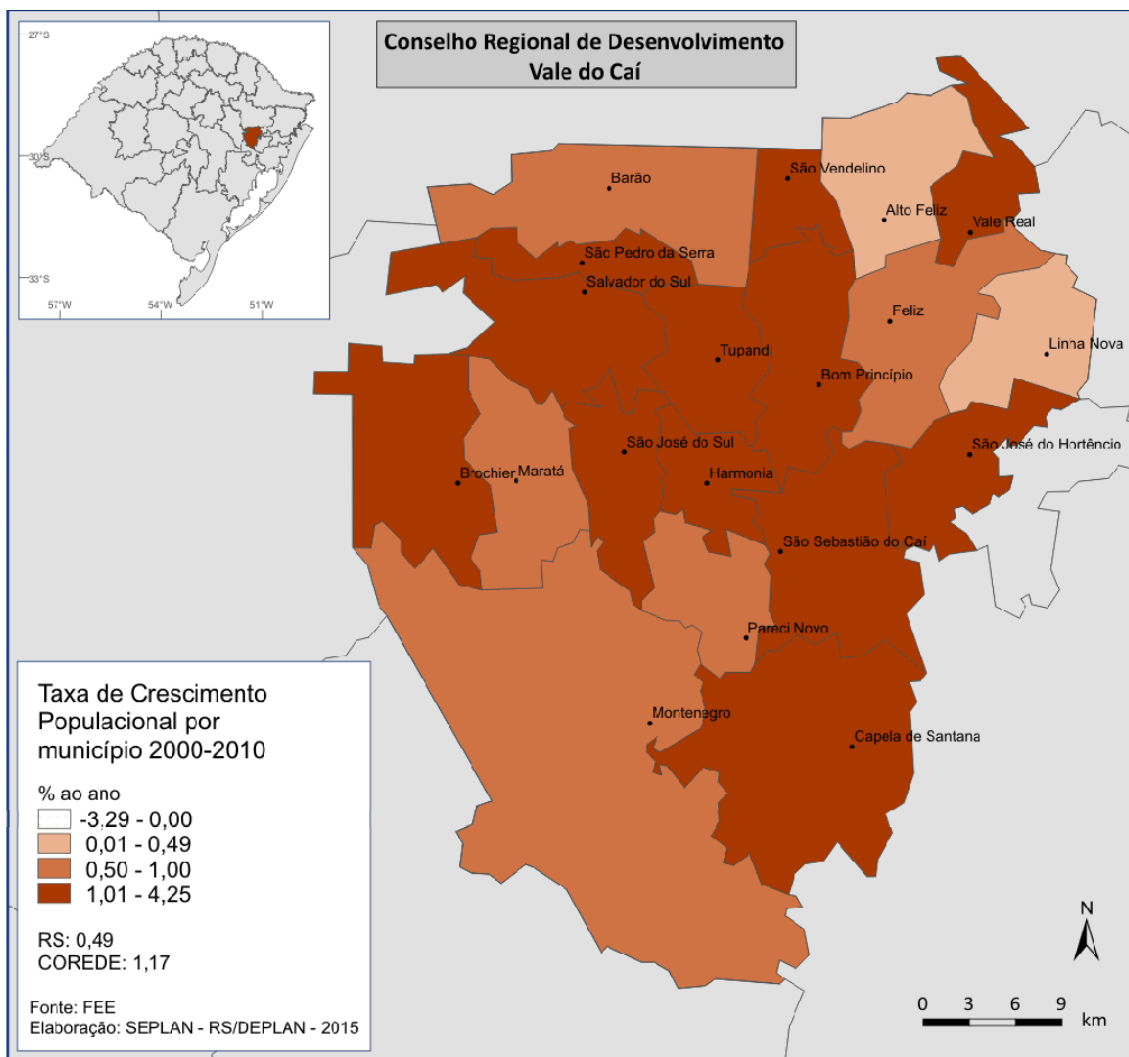 Conselho Regional de Desenvolvimento
Vale do Caí
27°S
30°S
33°S
57°W
54°W
51°W
São Vendelino
Barão
Alto Feliz
Vale Real
São Pedro da Serra
Salvador do Sul
Feliz
Linha Nova
Tupandi
Bom Princípio
São José do Sul
São José do Hortêncio
Brochier
Maratá
Harmonia
São Sebastião do Caí
Pareci Novo
Montenegro
Capela de Santana
Taxa de Crescimento
Populacional por
município 2000-2010
% ao ano
-3,29 - 0,00
0,01 - 0,49
0,50 - 1,00
1,01 - 4,25
RS: 0,49
COREDE: 1,17
Fonte: FEE
Elaboração: SEPLAN - RS/DEPLAN - 2015
N
0 3 6 9
km